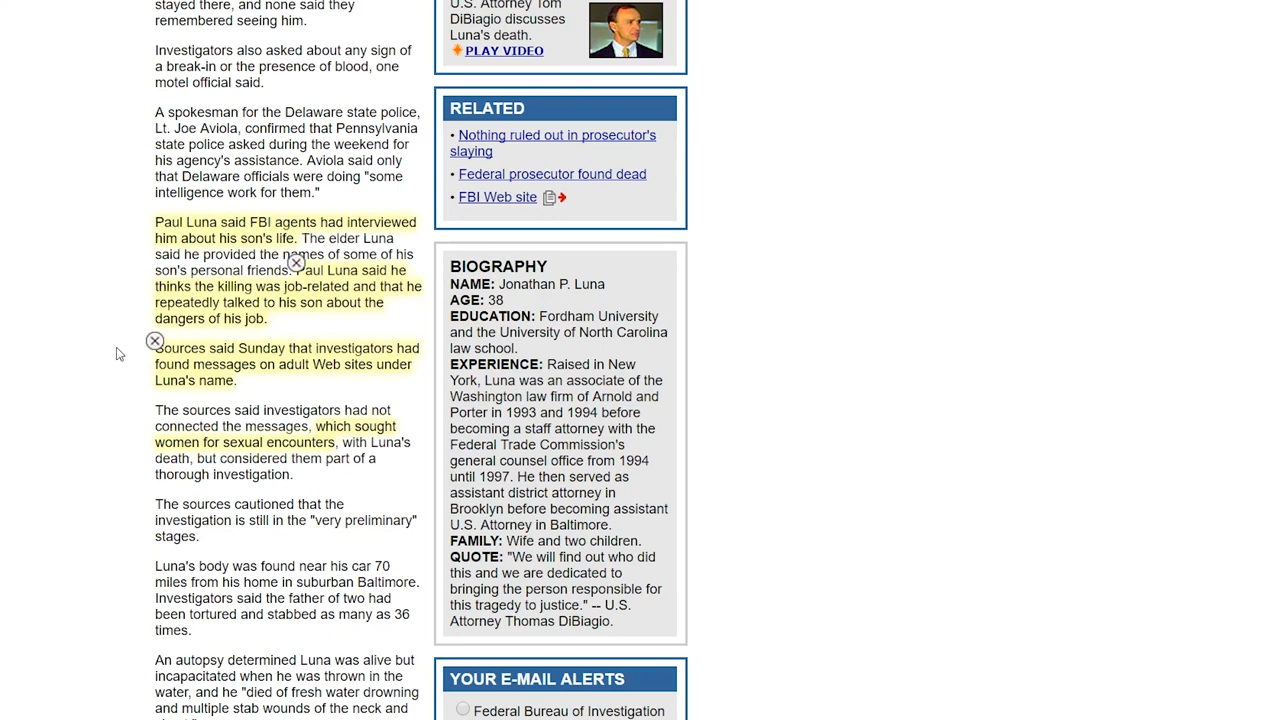 stayed there, and none said they
remembered seeing him.
Investigators also asked about any sign of
a break-in or the presence of blood, one
motel official said.
A spokesman for the Delaware state police,
Lt. Joe Aviola, confirmed that Pennsylvania
state police asked during the weekend for
his agency's assistance. Aviola said only
that Delaware officials were doing "some
intelligence work for them."
Paul Luna said FBI agents had interviewed
him about his son's life. The elder Luna
said he provided the names of some of his
son's personal friends. Paul Luna said he
thinks the killing was job-related and that he
repeatedly talked to his son about the
dangers of his job.
Sources said Sunday that investigators had
found messages on adult Web sites under
Luna's name.
The sources said investigators had not
connected the messages, which sought
women for sexual encounters, with Luna's
death, but considered them part of a
thorough investigation.
The sources cautioned that the
investigation is still in the "very preliminary"
stages.
Luna's body was found near his car 70
miles from his home in suburban Baltimore.
Investigators said the father of two had
been tortured and stabbed as many as 36
times.
An autopsy determined Luna was alive but
incapacitated when he was thrown in the
water, and he "died of fresh water drowning
and multiple stab wounds of the neck and
U.S. Attorney Tom
DiBiagio discusses
Luna's death.
PLAY VIDEO
RELATED
• Nothing ruled out in prosecutor's
slaying
• Federal prosecutor found dead
• FBI Web site
BIOGRAPHY
NAME: Jonathan P. Luna
AGE: 38
EDUCATION: Fordham University
and the University of North Carolina
law school.
EXPERIENCE: Raised in New
York, Luna was an associate of the
Washington law firm of Arnold and
Porter in 1993 and 1994 before
becoming a staff attorney with the
Federal Trade Commission's
general counsel office from 1994
until 1997. He then served as
assistant district attorney in
Brooklyn before becoming assistant
U.S. Attorney in Baltimore.
FAMILY: Wife and two children.
QUOTE: "We will find out who did
this and we are dedicated to
bringing the person responsible for
this tragedy to justice." -- U.S.
Attorney Thomas DiBiagio.
YOUR E-MAIL ALERTS
Federal Bureau of Investigation